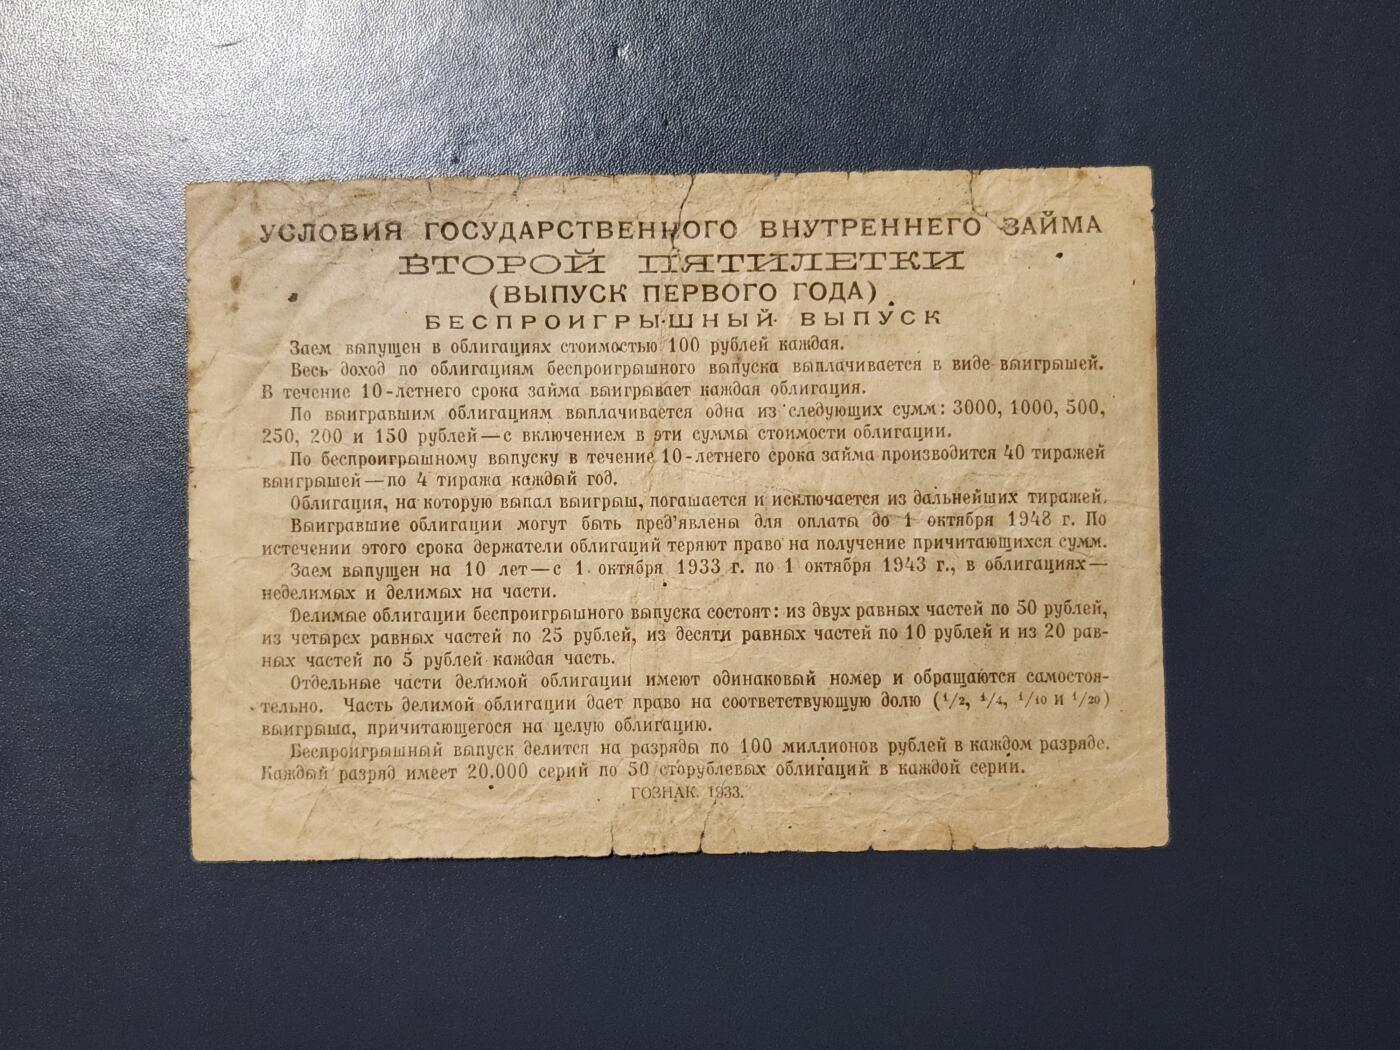 УСЛОВИЯ ГОСУДАРСТВЕННОГО ВНУТРЕННЕГО ЗАЙМА
ВТОРОЙ ПЯТИЛЕТКИ
(ВЫПУСК ПЕРВОГО ГОДА)
БЕСПРОИГРЫШНЫЙ ВЫПУСК
Заем выпущен в облигациях стоимостью 100 рублей каждая.
Весь доход по облигациям беспроигрышного выпуска выплачивается в виде выигрышей.
В течение 10-летнего срока займа выигрывает каждая облигация.
По выигравшим облигациям выплачивается одна из следующих сумм: 3000, 1000, 500,
250, 200 и 150 рублей—с включением в эти суммы стоимости облигации.
По беспроигрышному выпуску в течение 10-летнего срока займа производится 40 тиражей
выигрышей—по 4 тиража каждый год.
Облигация, на которую выпал выигрыш, погашается и исключается из дальнейших тиражей.
Выигравшие облигации могут быть пред'явлены для оплаты до 1 октября 1948 г. По
истечении этого срока держатели облигаций теряют право на получение причитающихся сумм.
Заем выпущен на 10 лет—с 1 октября 1933 г. по 1 октября 1943 г., в облигациях—
неделимых и делимых на части.
Делимые облигации беспроигрышного выпуска состоят: из двух равных частей по 50 рублей,
из четырех равных частей по 25 рублей, из десяти равных частей по 10 рублей и из 20 рав-
ных частей по 5 рублей каждая часть.
Отдельные части делимой облигации имеют одинаковый номер и обращаются самостоя-
тельно. Часть делимой облигации дает право на соответствующую долю (1/2, 1/4, 1/10 и 1/20)
выигрыша, причитающегося на целую облигацию.
Беспроигрышный выпуск делится на разряды по 100 миллионов рублей в каждом разряде.
Каждый разряд имеет 20.000 серий по 50 сторублевых облигаций в каждой серии.
ГОЗНАК. 1933.